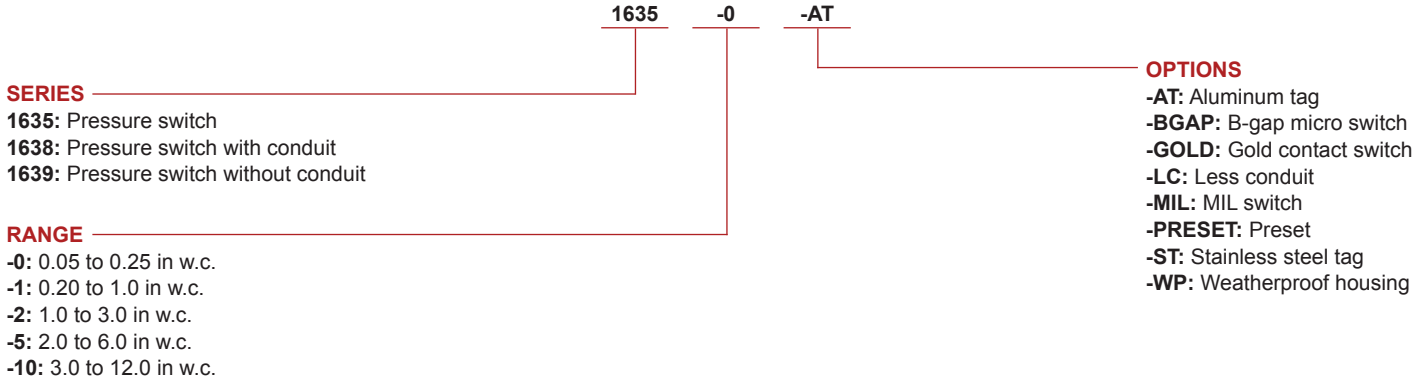 1635 -0 -AT
SERIES
1635: Pressure switch
1638: Pressure switch with conduit
1639: Pressure switch without conduit
RANGE
-0: 0.05 to 0.25 in w.c.
-1: 0.20 to 1.0 in w.c.
-2: 1.0 to 3.0 in w.c.
-5: 2.0 to 6.0 in w.c.
-10: 3.0 to 12.0 in w.c.
OPTIONS
-AT: Aluminum tag
-BGAP: B-gap micro switch
-GOLD: Gold contact switch
-LC: Less conduit
-MIL: MIL switch
-PRESET: Preset
-ST: Stainless steel tag
-WP: Weatherproof housing